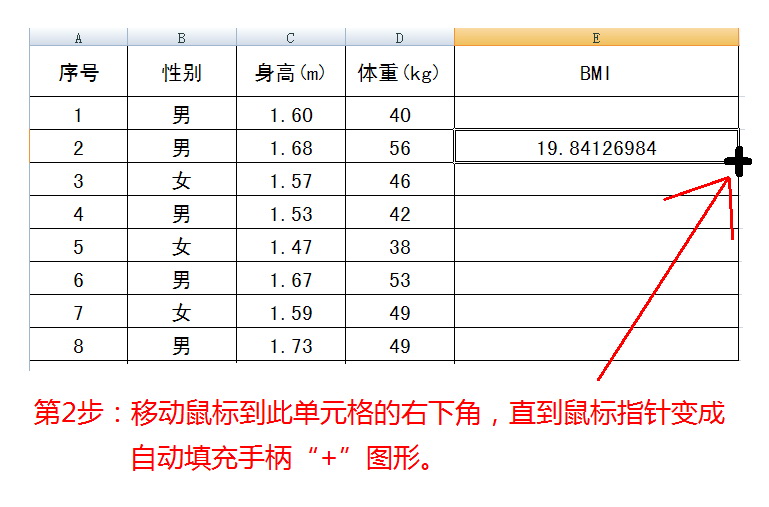 A B C D E
序号 性别 身高(m) 体重(kg) BMI
1 男 1.60 40
2 男 1.68 56 19.84126984
3 女 1.57 46
4 男 1.53 42
5 女 1.47 38
6 男 1.67 53
7 女 1.59 49
8 男 1.73 49
第2步：移动鼠标到此单元格的右下角，直到鼠标指针变成
自动填充手柄“+”图形。